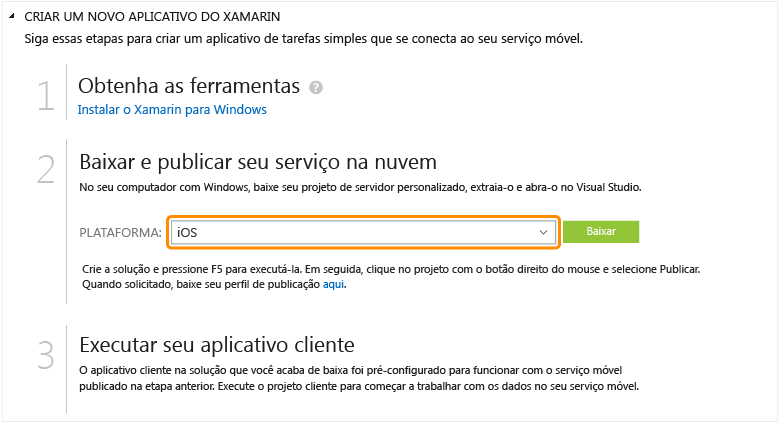 CRIAR UM NOVO APLICATIVO DO XAMARIN
Siga essas etapas para criar um aplicativo de tarefas simples que se conecta ao seu serviço móvel.
1 Obtenha as ferramentas ?
Instalar o Xamarin para Windows
2 Baixar e publicar seu serviço na nuvem
No seu computador com Windows, baixe seu projeto de servidor personalizado, extraia-o e abra-o no Visual Studio.
PLATAFORMA: iOS Baixar
Crie a solução e pressione F5 para executá-la. Em seguida, clique no projeto com o botão direito do mouse e selecione Publicar.
Quando solicitado, baixe seu perfil de publicação aqui.
3 Executar seu aplicativo cliente
O aplicativo cliente na solução que você acaba de baixa foi pré-configurado para funcionar com o serviço móvel
publicado na etapa anterior. Execute o projeto cliente para começar a trabalhar com os dados no seu serviço móvel.